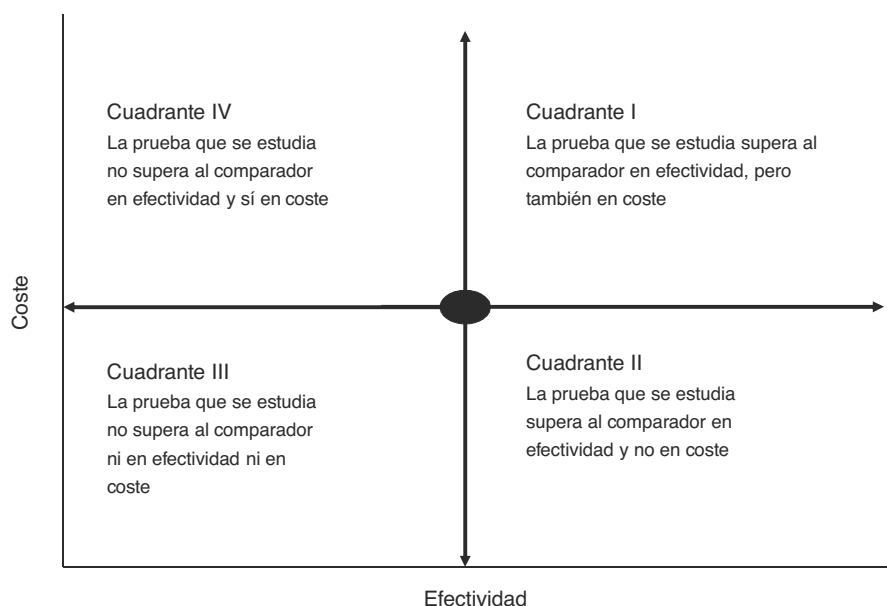 Cuadrante IV
La prueba que se estudia
no supera al comparador
en efectividad y sí en coste
Cuadrante I
La prueba que se estudia supera al
comparador en efectividad, pero
también en coste
Coste
Cuadrante III
La prueba que se estudia
no supera al comparador
ni en efectividad ni en
coste
Cuadrante II
La prueba que se estudia
supera al comparador en
efectividad y no en coste
Efectividad